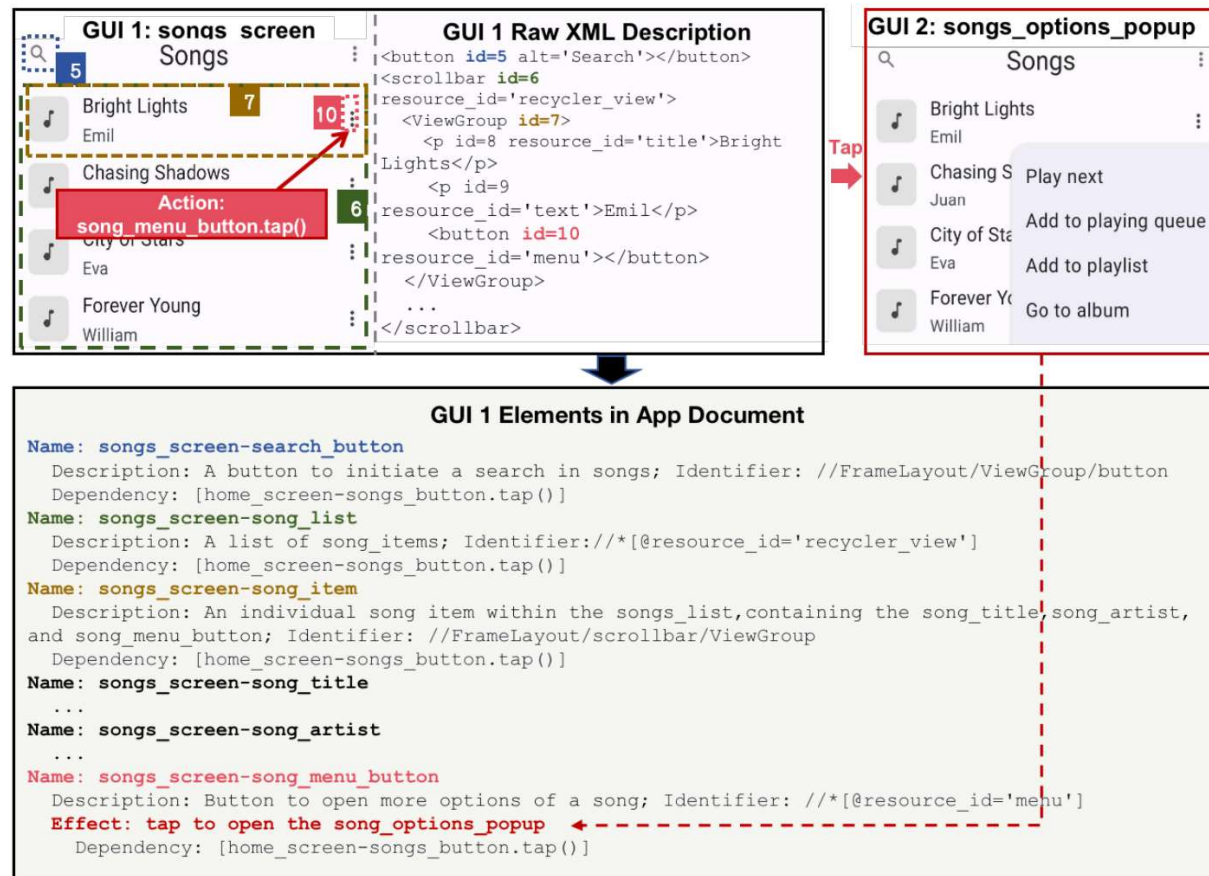 GUI 1: songs_screen
Songs
5
7
Bright Lights
Emil
10
Chasing Shadows
Action:
song_menu_button.tap()
6
City of Stars
Eva
Forever Young
William
GUI 1 Raw XML Description
<button id=5 alt='Search'></button>
<scrollbar id=6
resource_id='recycler_view'>
<ViewGroup id=7>
<p id=8 resource_id='title'>Bright
Lights</p>
<p id=9
resource_id='text'>Emil</p>
<button id=10
resource_id='menu'></button>
</ViewGroup>
...
</scrollbar>
Tap
GUI 2: songs_options_popup
Songs
Bright Lights
Emil
Chasing S
Juan
City of Sta
Eva
Forever Yo
William
Play next
Add to playing queue
Add to playlist
Go to album
GUI 1 Elements in App Document
Name: songs_screen-search_button
Description: A button to initiate a search in songs; Identifier: //FrameLayout/ViewGroup/button
Dependency: [home_screen-songs_button.tap()]
Name: songs_screen-song_list
Description: A list of song_items; Identifier://*[@resource_id='recycler_view']
Dependency: [home_screen-songs_button.tap()]
Name: songs_screen-song_item
Description: An individual song item within the songs_list,containing the song_title,song_artist,
and song_menu_button; Identifier: //FrameLayout/scrollbar/ViewGroup
Dependency: [home_screen-songs_button.tap()]
Name: songs_screen-song_title
...
Name: songs_screen-song_artist
...
Name: songs_screen-song_menu_button
Description: Button to open more options of a song; Identifier: //*[@resource_id='menu']
Effect: tap to open the song_options_popup
Dependency: [home_screen-songs_button.tap()]